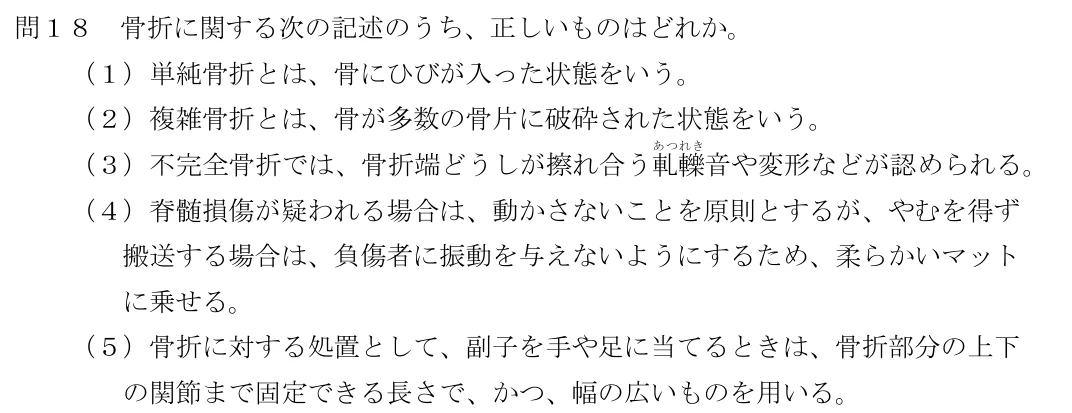 問１８　骨折に関する次の記述のうち、正しいものはどれか。
（１）単純骨折とは、骨にひびが入った状態をいう。
（２）複雑骨折とは、骨が多数の骨片に破砕された状態をいう。
あつれき
（３）不完全骨折では、骨折端どうしが擦れ合う軋轢音や変形などが認められる。
（４）脊髄損傷が疑われる場合は、動かさないことを原則とするが、やむを得ず
搬送する場合は、負傷者に振動を与えないようにするため、柔らかいマット
に乗せる。
（５）骨折に対する処置として、副子を手や足に当てるときは、骨折部分の上下
の関節まで固定できる長さで、かつ、幅の広いものを用いる。